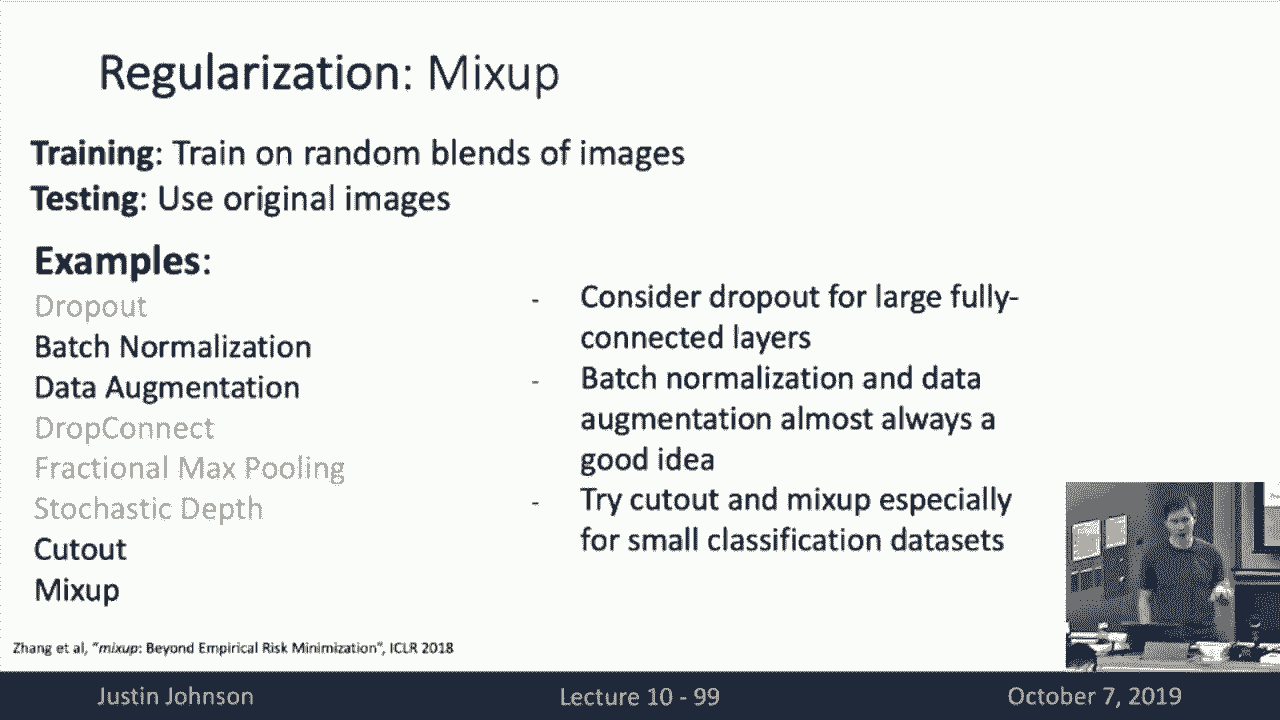 Regularization: Mixup
Training: Train on random blends of images
Testing: Use original images
Examples:
Dropout
Batch Normalization
Data Augmentation
DropConnect
Fractional Max Pooling
Stochastic Depth
Cutout
Mixup
- Consider dropout for large fully-
connected layers
- Batch normalization and data
augmentation almost always a
good idea
- Try cutout and mixup especially
for small classification datasets
Zhang et al, "mixup: Beyond Empirical Risk Minimization", ICLR 2018
Justin Johnson
Lecture 10 - 99
October 7, 2019